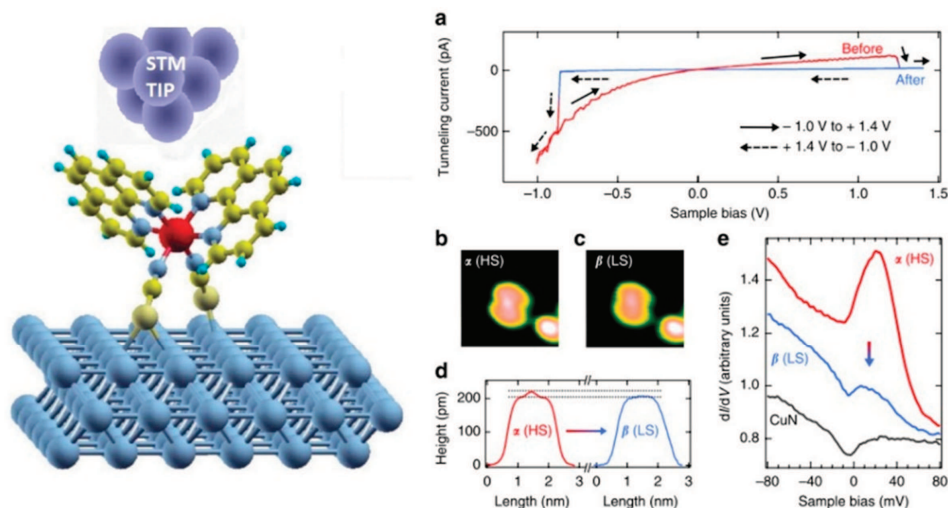 STM
TIP
a
Tunneling current (pA)
0
−500
Before
After
− 1.0 V to + 1.4 V
+ 1.4 V to − 1.0 V
−1.0 −0.5 0.0 0.5 1.0 1.5
Sample bias (V)
b
α (HS)
c
β (LS)
d
Height (pm)
200
100
0
α (HS)
β (LS)
0 1 2 3 0 1 2 3
Length (nm) Length (nm)
e
dI/dV (arbitrary units)
1.4
1.2
1.0
0.8
α (HS)
β (LS)
CuN
−80 −40 0 40 80
Sample bias (mV)